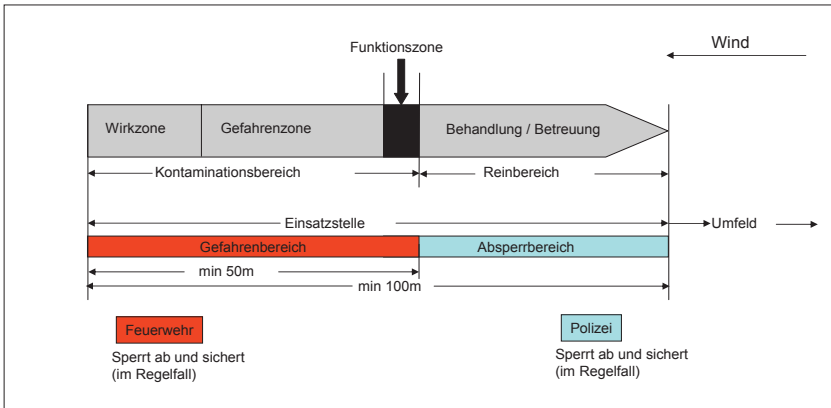 Funktionszone
Wind
Wirkzone
Gefahrenzone
Behandlung / Betreuung
Kontaminationsbereich
Reinbereich
Einsatzstelle
Umfeld
Gefahrenbereich
Absperrbereich
min 50m
min 100m
Feuerwehr
Sperrt ab und sichert
(im Regelfall)
Polizei
Sperrt ab und sichert
(im Regelfall)